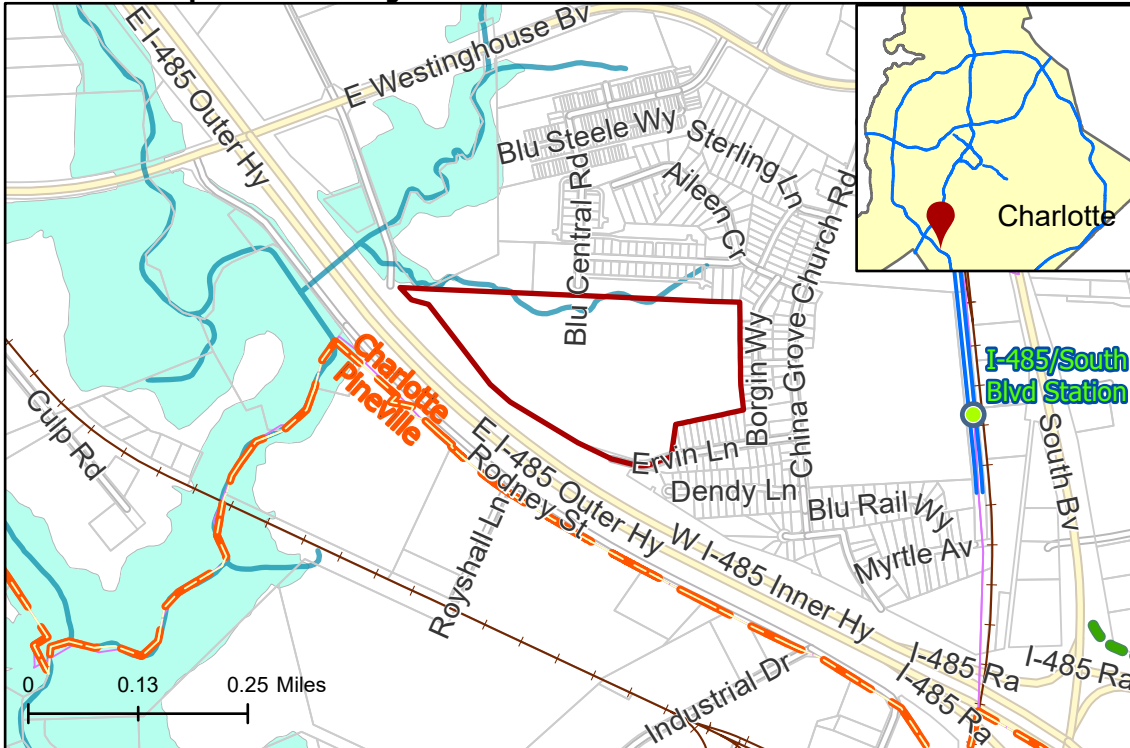 E I-485 Outer Hy
E Westinghouse Bv
Blu Steele Wy
Sterling Ln
Aileen Cr
Blu Central Rd
China Grove Church Rd
Borgin Wy
Charlotte
I-485/South
Blvd Station
Charlotte
Pineville
Culp Rd
E I-485 Outer Hy
Rodney St
Royshall Ln
Ervin Ln
Dendy Ln
Blu Rail Wy
Myrtle Av
South Bv
W I-485 Inner Hy
I-485 Ra
I-485 Ra
I-485 Ra
Industrial Dr
0 0.13 0.25 Miles